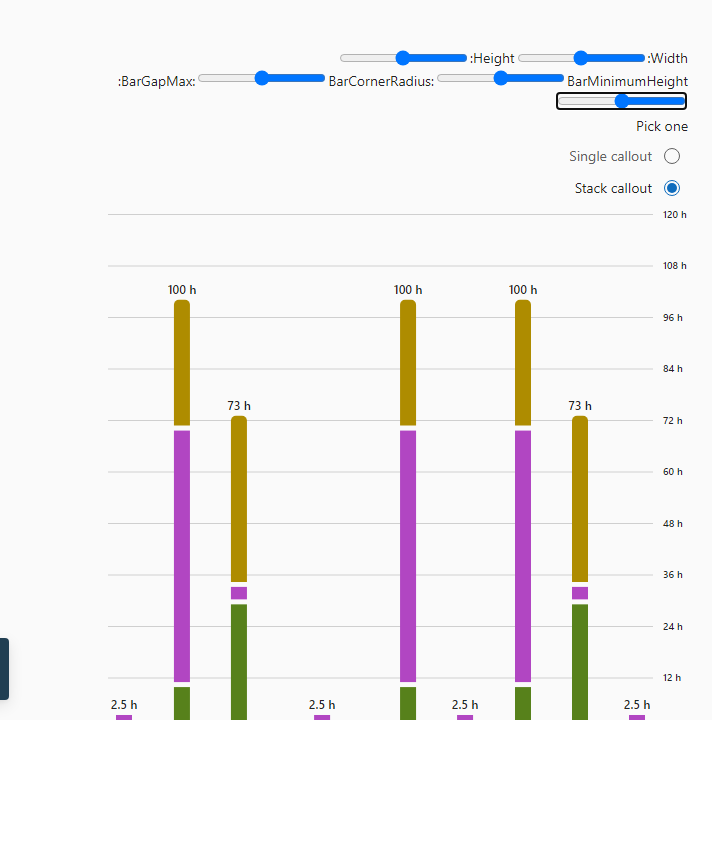 :Height :Width
:BarGapMax: BarCornerRadius: BarMinimumHeight
Pick one
Single callout
Stack callout
120 h
108 h
100 h 100 h 100 h
96 h
84 h
73 h 73 h
72 h
60 h
48 h
36 h
24 h
12 h
2.5 h 2.5 h 2.5 h 2.5 h